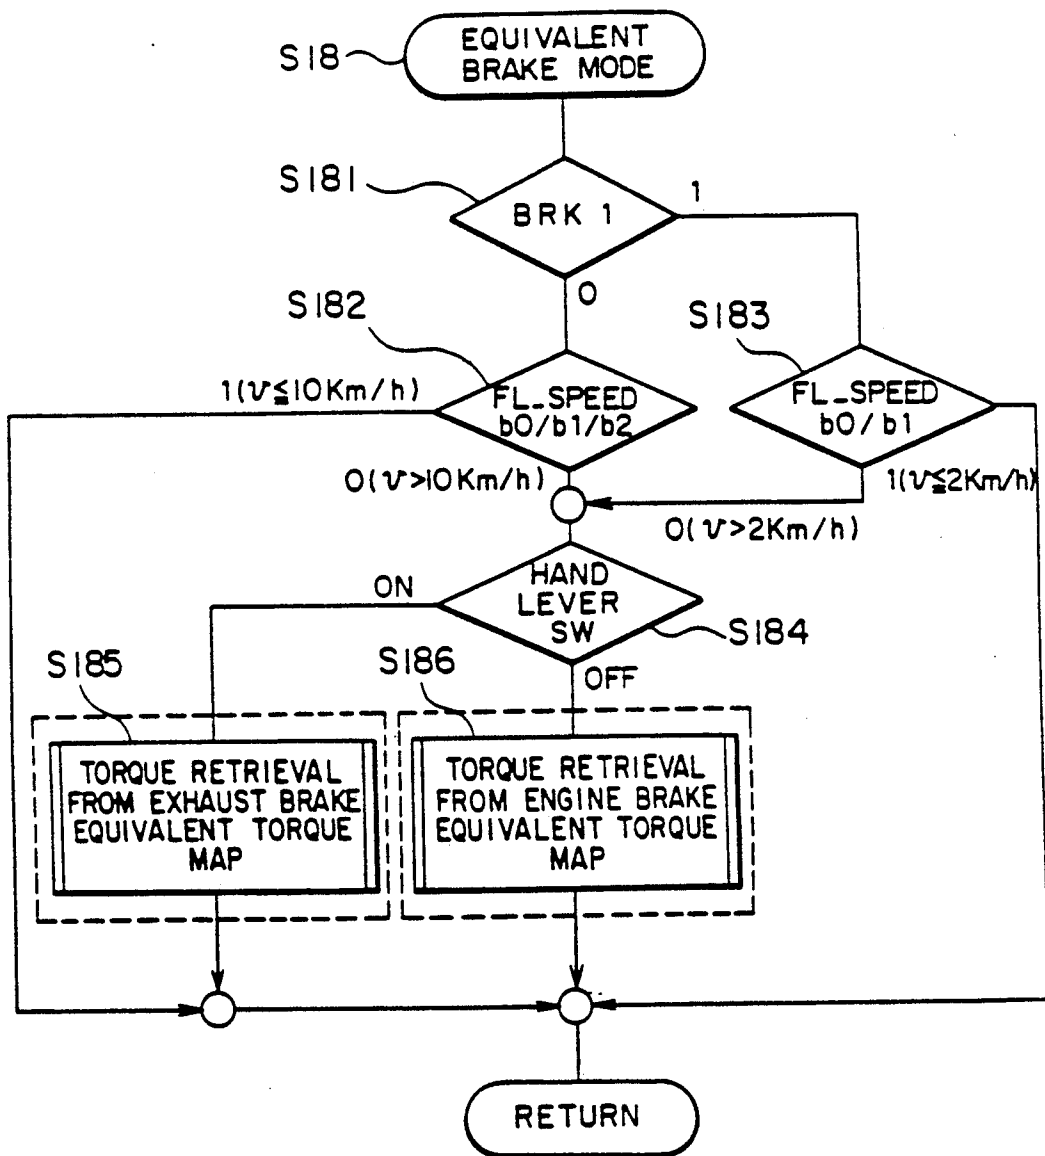 S18
EQUIVALENT
BRAKE MODE
S181
BRK 1
1
0
S182
S183
1(v≦10Km/h)
FL_SPEED
b0/b1/b2
FL_SPEED
b0/b1
0(v>10Km/h)
1(v≦2Km/h)
0(v>2Km/h)
ON
HAND
LEVER
SW
S184
OFF
S185
S186
TORQUE RETRIEVAL
FROM EXHAUST BRAKE
EQUIVALENT TORQUE
MAP
TORQUE RETRIEVAL
FROM ENGINE BRAKE
EQUIVALENT TORQUE
MAP
RETURN